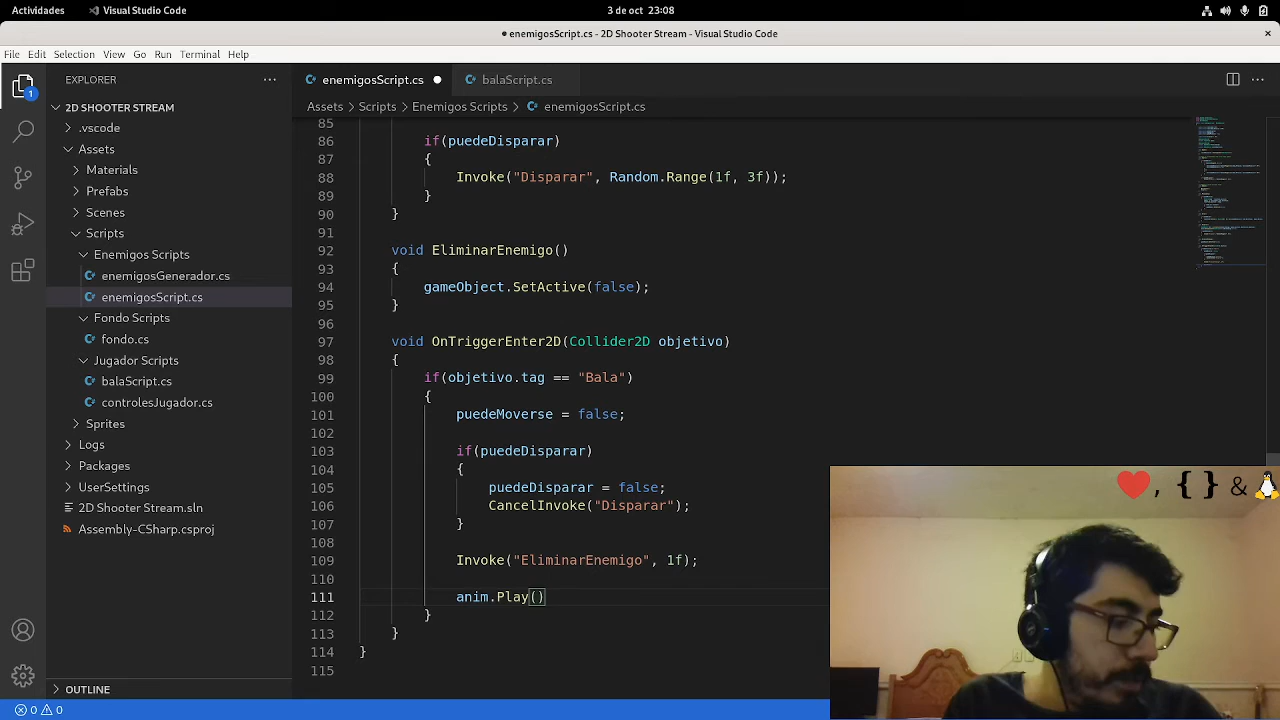 Actividades
Visual Studio Code
3 de oct 23:08
● enemigosScript.cs - 2D Shooter Stream - Visual Studio Code
File Edit Selection View Go Run Terminal Help
EXPLORER
2D SHOOTER STREAM
.vscode
Assets
Materials
Prefabs
Scenes
Scripts
Enemigos Scripts
enemigosGenerador.cs
enemigosScript.cs
Fondo Scripts
fondo.cs
Jugador Scripts
balaScript.cs
controlesJugador.cs
Sprites
Logs
Packages
UserSettings
2D Shooter Stream.sln
Assembly-CSharp.csproj
OUTLINE
1
0 0
enemigosScript.cs
balaScript.cs
Assets > Scripts > Enemigos Scripts > enemigosScript.cs
85
86 if(puedeDisparar)
87 {
88 Invoke("Disparar", Random.Range(1f, 3f));
89 }
90 }
91
92 void EliminarEnemigo()
93 {
94 gameObject.SetActive(false);
95 }
96
97 void OnTriggerEnter2D(Collider2D objetivo)
98 {
99 if(objetivo.tag == "Bala")
100 {
101 puedeMoverse = false;
102
103 if(puedeDisparar)
104 {
105 puedeDisparar = false;
106 CancelInvoke("Disparar");
107 }
108
109 Invoke("EliminarEnemigo", 1f);
110
111 anim.Play()
112 }
113 }
114 }
115
❤, { } & 🐧